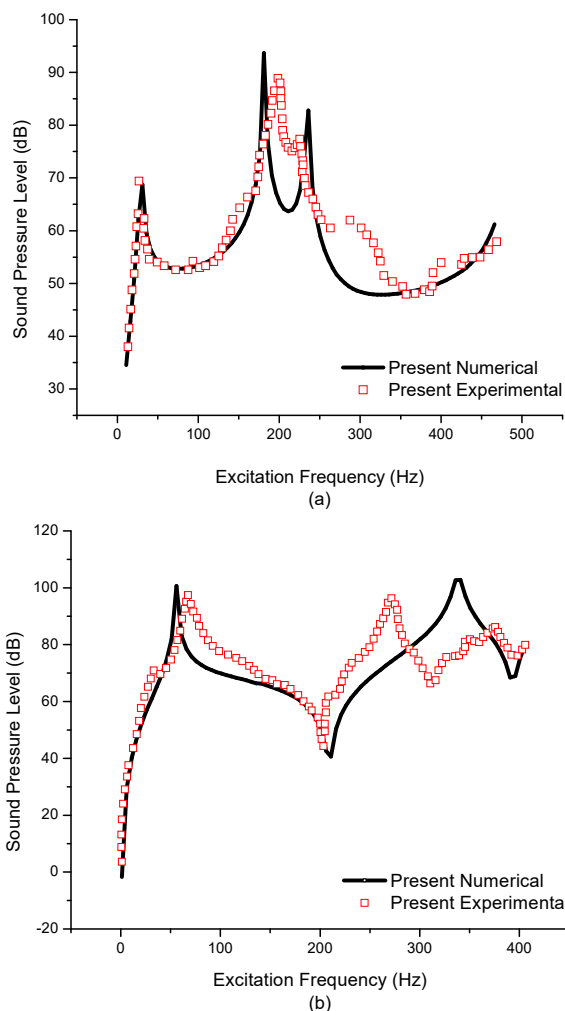 100
90
80
70
60
50
40
30
Sound Pressure Level (dB)
Present Numerical
Present Experimental
0 100 200 300 400 500
Excitation Frequency (Hz)
(a)
120
100
80
60
40
20
0
-20
Sound Pressure Level (dB)
Present Numerical
Present Experimenta
0 100 200 300 400
Excitation Frequency (Hz)
(b)